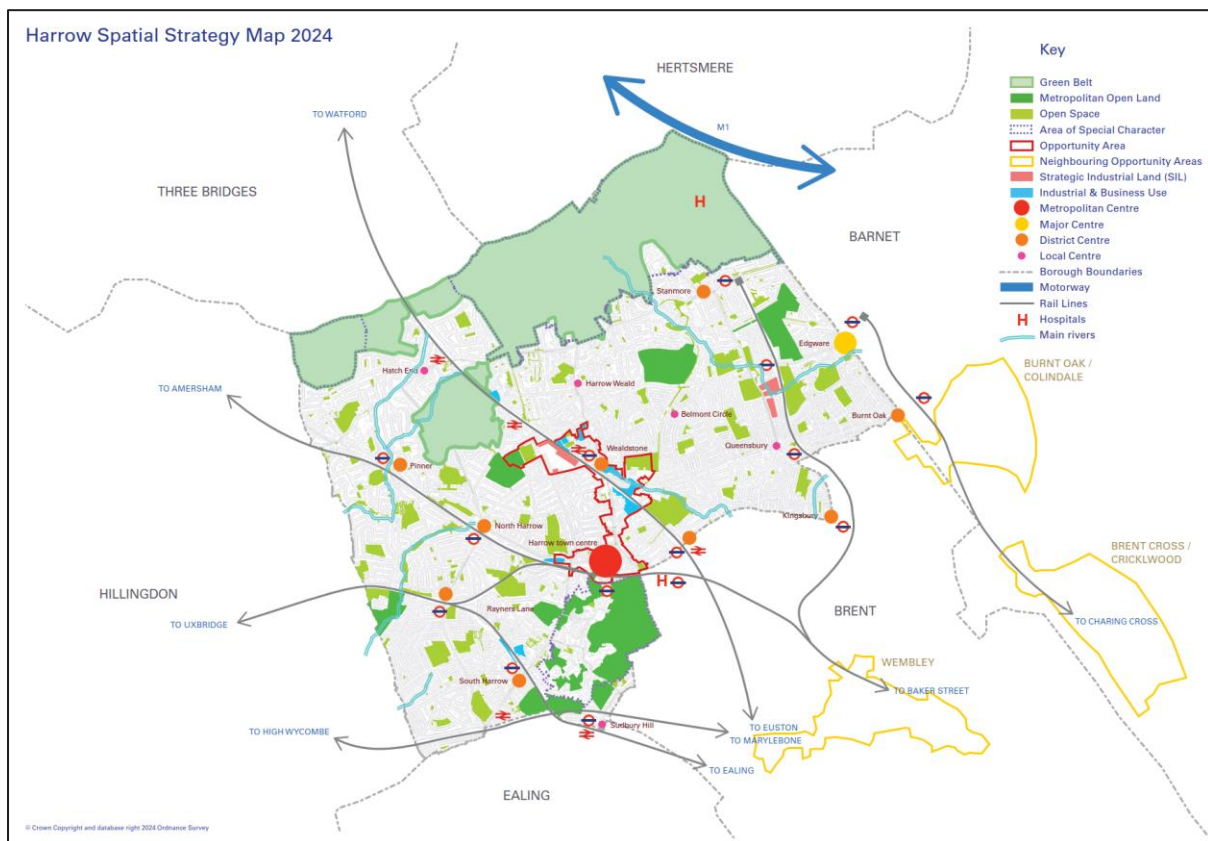 Harrow Spatial Strategy Map 2024
HERTSMERE
Key
Green Belt
Metropolitan Open Land
Open Space
Area of Special Character
Opportunity Area
Neighbouring Opportunity Areas
Strategic Industrial Land (SIL)
Industrial & Business Use
Metropolitan Centre
Major Centre
District Centre
Local Centre
Borough Boundaries
Motorway
Rail Lines
H
Hospitals
Main rivers
TO WATFORD
M1
THREE BRIDGES
H
BARNET
Stanmore
Edgware
BURNT OAK /
COLINDALE
Hatch End
Harrow Weald
TO AMERSHAM
Belmont Circle
Burnt Oak
Queensbury
Wealdstone
Pinner
North Harrow
Kingsbury
Harrow town centre
BRENT CROSS /
CRICKLWOOD
H
HILLINGDON
Rayners Lane
BRENT
TO UXBRIDGE
TO CHARING CROSS
WEMBLEY
South Harrow
TO BAKER STREET
Sudbury Hill
TO HIGH WYCOMBE
TO EUSTON
TO MARYLEBONE
TO EALING
EALING
© Crown Copyright and database right 2024 Ordnance Survey